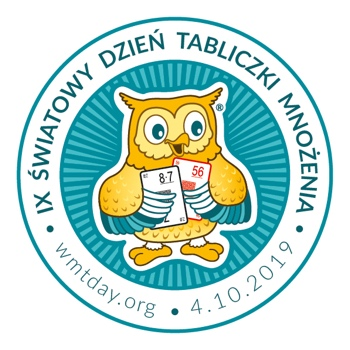 IX ŚWIATOWY DZIEŃ TABLICZKI MNOŻENIA
®
8·7
56
wmtday.org • 4.10.2019